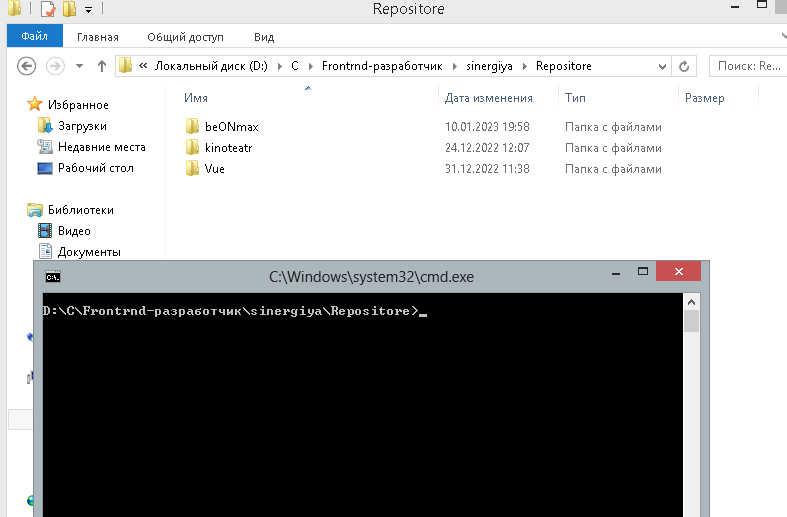 Repositore
Файл Главная Общий доступ Вид
« Локальный диск (D:) C Frontrnd-разработчик sinergiya Repositore Поиск: Re...
Избранное
Загрузки
Недавние места
Рабочий стол
Библиотеки
Видео
Документы
Имя Дата изменения Тип Размер
beONmax 10.01.2023 19:58 Папка с файлами
kinoteatr 24.12.2022 12:07 Папка с файлами
Vue 31.12.2022 11:38 Папка с файлами
C:\Windows\system32\cmd.exe
D:\C\Frontrnd-разработчик\sinergiya\Repositore>